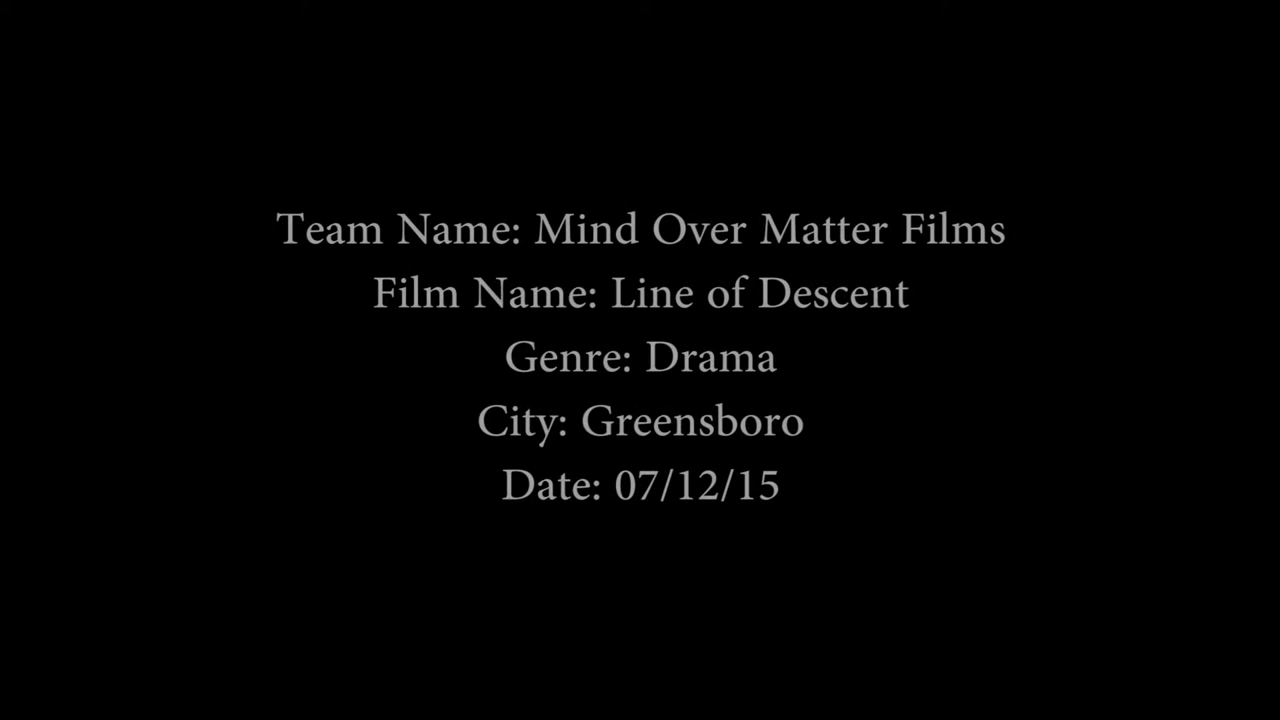 Team Name: Mind Over Matter Films
Film Name: Line of Descent
Genre: Drama
City: Greensboro
Date: 07/12/15